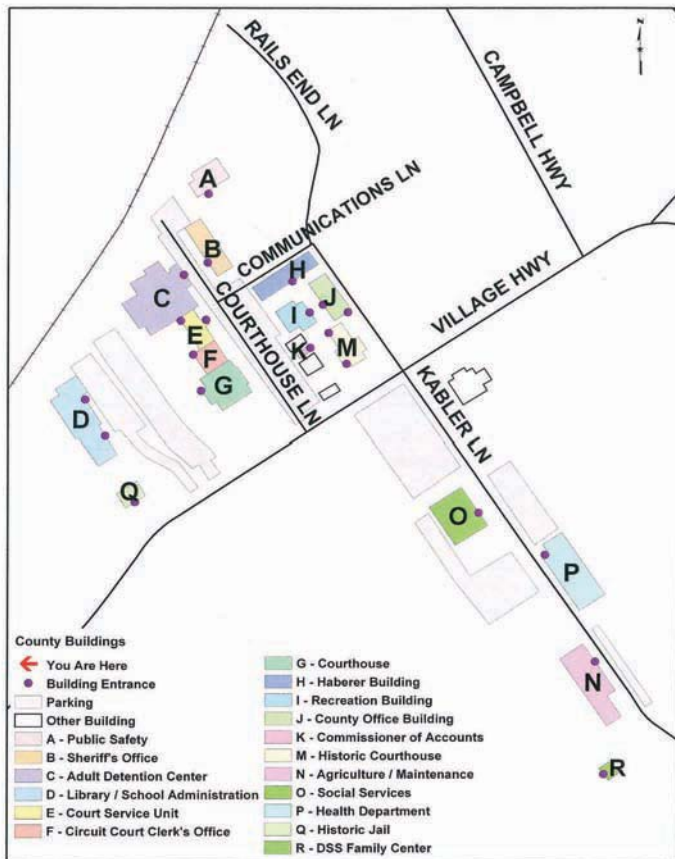 N
RAILS END LN
CAMPBELL HWY
COMMUNICATIONS LN
VILLAGE HWY
COURTHOUSE LN
KABLER LN
A
B
C
H
I
J
E
K
M
F
G
D
Q
O
P
N
R
County Buildings
You Are Here
Building Entrance
Parking
Other Building
A - Public Safety
B - Sheriff's Office
C - Adult Detention Center
D - Library / School Administration
E - Court Service Unit
F - Circuit Court Clerk's Office
G - Courthouse
H - Haberer Building
I - Recreation Building
J - County Office Building
K - Commissioner of Accounts
M - Historic Courthouse
N - Agriculture / Maintenance
O - Social Services
P - Health Department
Q - Historic Jail
R - DSS Family Center